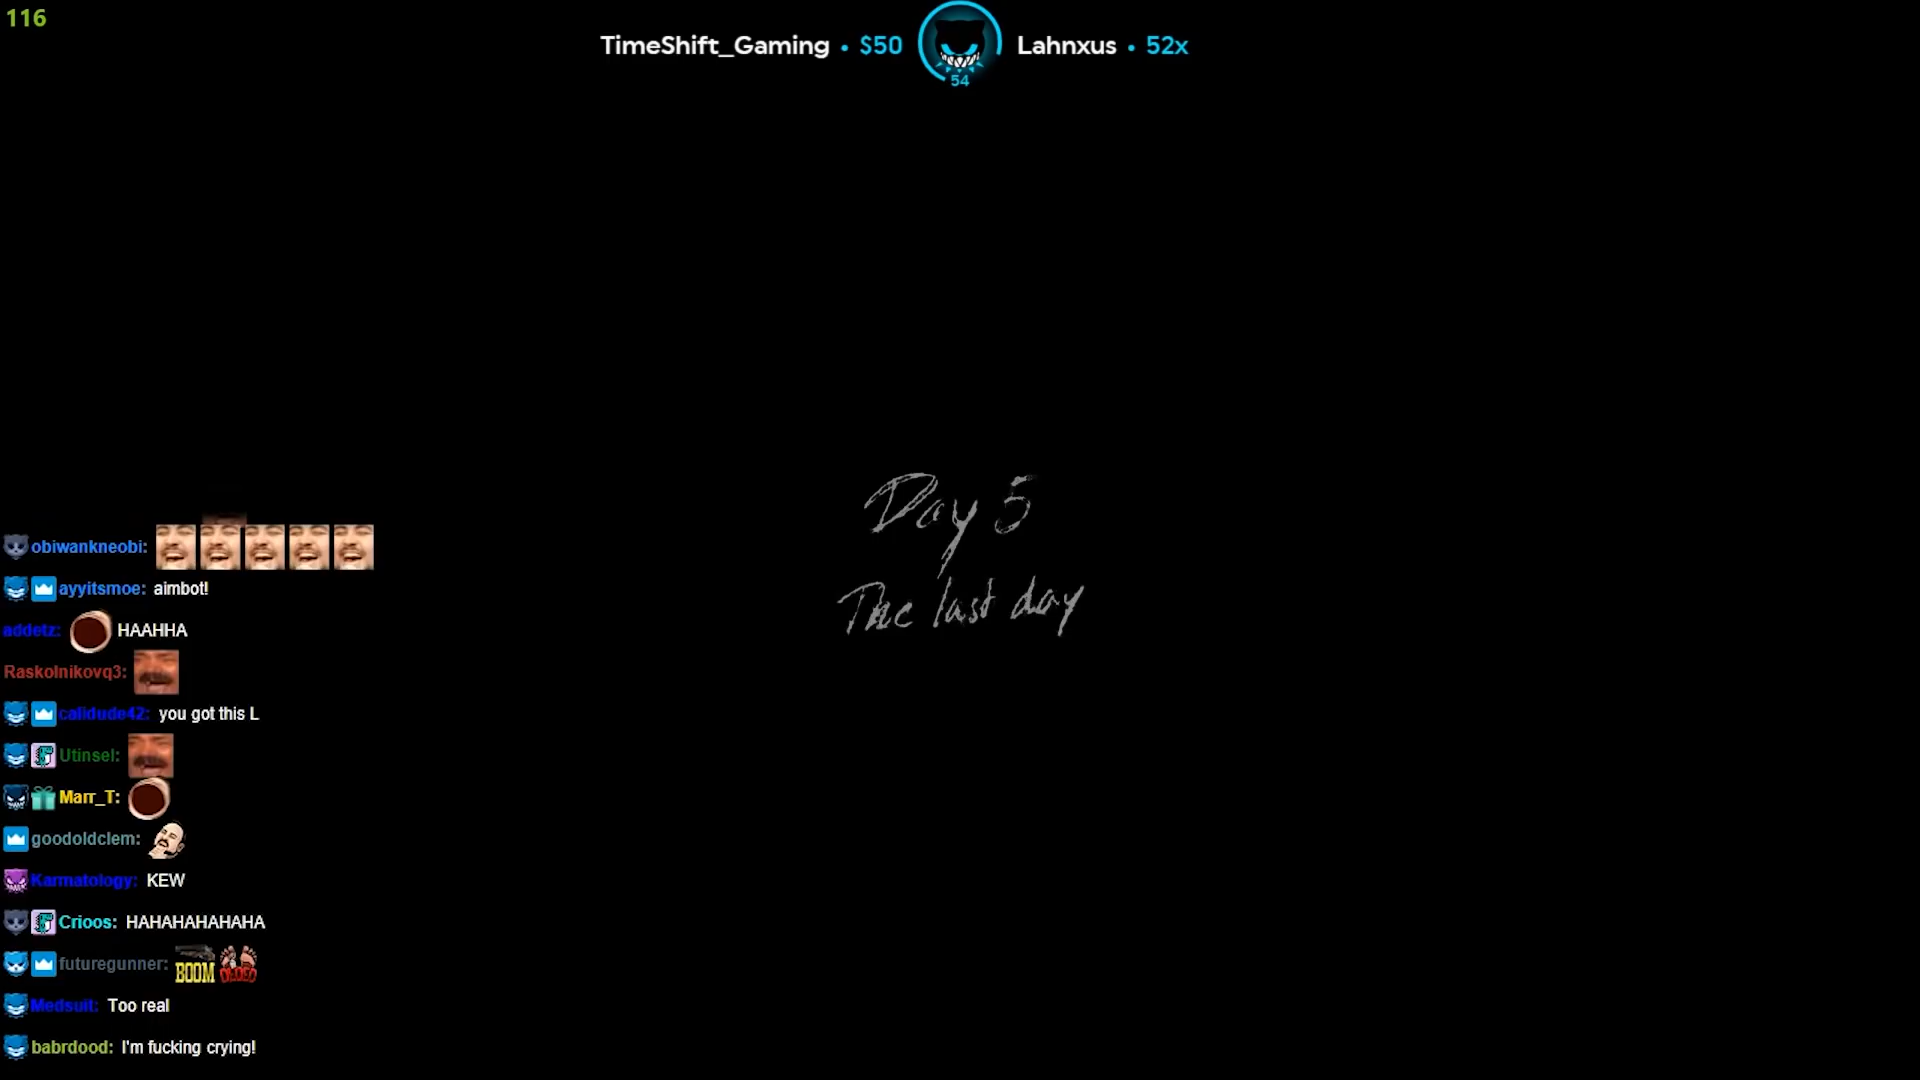 116
TimeShift_Gaming • $50
54
Lahnxus • 52x
Day 5
The last day
obiwankneobi:
ayyitsmoe: aimbot!
addetz: HAAHHA
Raskolnikovq3:
calidude42: you got this L
Utinsel:
Marr_T:
goodoldclem:
Karmatology: KEW
Crioos: HAHAHAHAHAHA
futuregunner: BOOM
Medsuit: Too real
babrdood: I'm fucking crying!